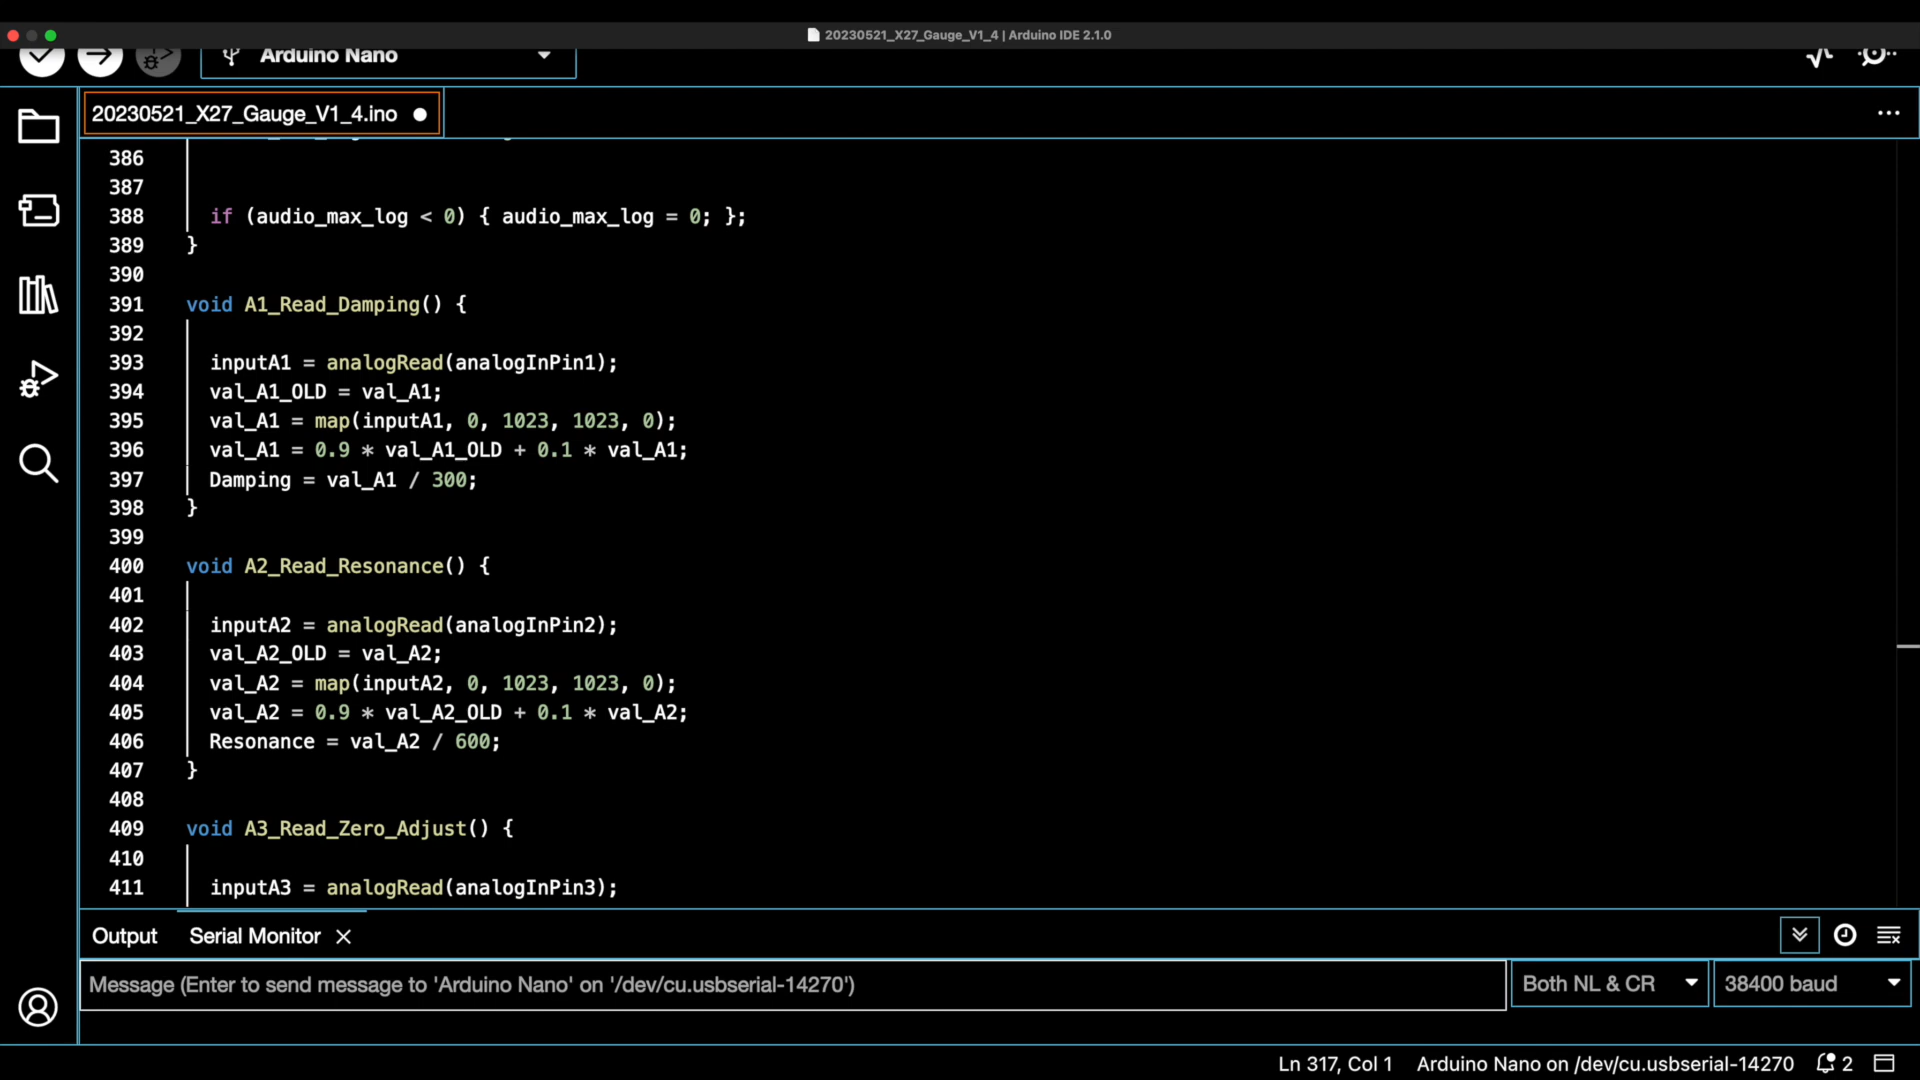 20230521_X27_Gauge_V1_4 | Arduino IDE 2.1.0
Arduino Nano
20230521_X27_Gauge_V1_4.ino
386
387
388 if (audio_max_log < 0) { audio_max_log = 0; };
389 }
390
391 void A1_Read_Damping() {
392
393 inputA1 = analogRead(analogInPin1);
394 val_A1_OLD = val_A1;
395 val_A1 = map(inputA1, 0, 1023, 1023, 0);
396 val_A1 = 0.9 * val_A1_OLD + 0.1 * val_A1;
397 Damping = val_A1 / 300;
398 }
399
400 void A2_Read_Resonance() {
401
402 inputA2 = analogRead(analogInPin2);
403 val_A2_OLD = val_A2;
404 val_A2 = map(inputA2, 0, 1023, 1023, 0);
405 val_A2 = 0.9 * val_A2_OLD + 0.1 * val_A2;
406 Resonance = val_A2 / 600;
407 }
408
409 void A3_Read_Zero_Adjust() {
410
411 inputA3 = analogRead(analogInPin3);
Output Serial Monitor
Message (Enter to send message to 'Arduino Nano' on '/dev/cu.usbserial-14270') Both NL & CR 38400 baud
Ln 317, Col 1 Arduino Nano on /dev/cu.usbserial-14270 2